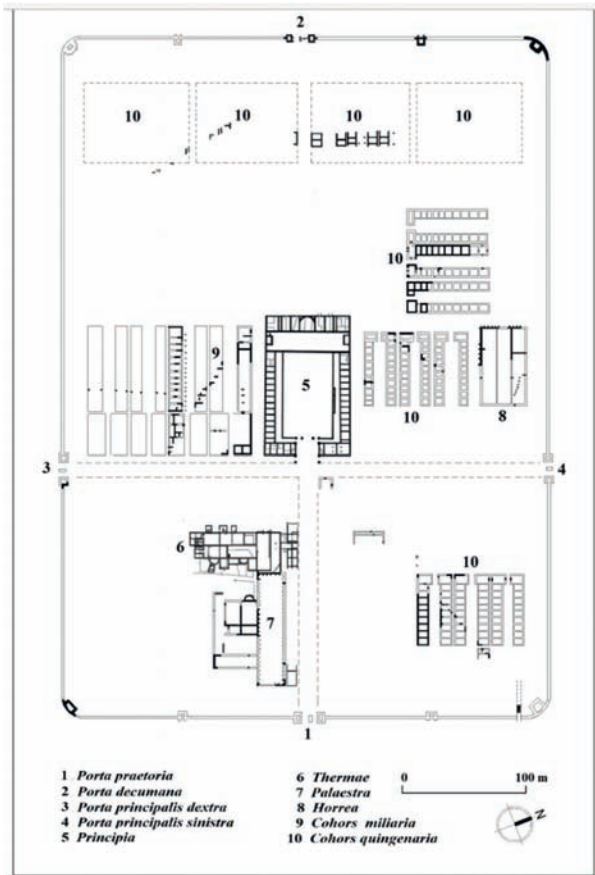 2
10 10 10 10
10
9
5
10
8
3
4
6
10
7
1
1 Porta praetoria
2 Porta decumana
3 Porta principalis dextra
4 Porta principalis sinistra
5 Principia
6 Thermae
7 Palaestra
8 Horrea
9 Cohors miliaria
10 Cohors quingenaria
0 100 m
N